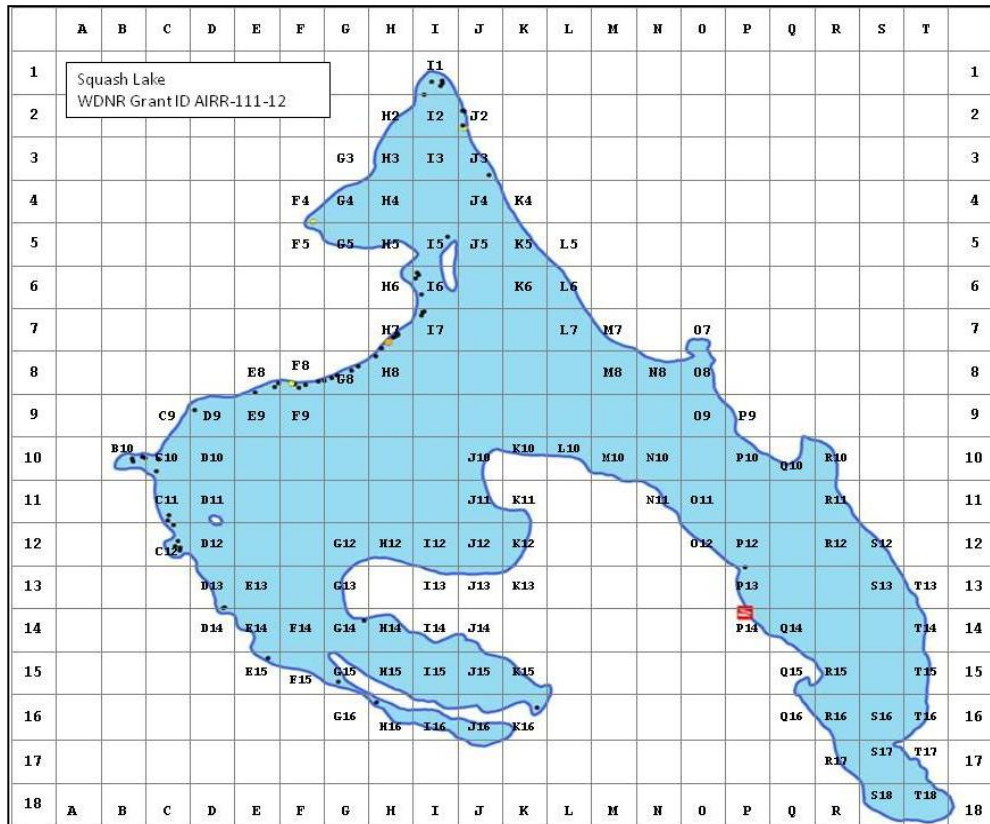 A B C D E F G H I J K L M N O P Q R S T
1 I1 1
Squash Lake
WDNR Grant ID AIRR-111-12
2 H2 I2 J2 2
3 G3 H3 I3 J3 3
4 F4 G4 H4 J4 K4 4
5 F5 G5 H5 I5 J5 K5 L5 5
6 H6 I6 K6 L6 6
7 H7 I7 L7 M7 O7 7
8 E8 F8 G8 H8 M8 N8 O8 8
9 C9 D9 E9 F9 O9 P9 9
10 B10 C10 D10 J10 K10 L10 M10 N10 P10 Q10 R10 10
11 C11 D11 J11 K11 N11 O11 R11 11
12 C12 D12 G12 H12 I12 J12 K12 O12 P12 R12 S12 12
13 D13 E13 G13 I13 J13 K13 P13 S13 T13 13
14 D14 E14 F14 G14 H14 I14 J14 P14 Q14 T14 14
15 E15 F15 G15 H15 I15 J15 K15 Q15 R15 T15 15
16 G16 H16 I16 J16 K16 Q16 R16 S16 T16 16
17 R17 S17 T17 17
18 S18 T18 18
A B C D E F G H I J K L M N O P Q R